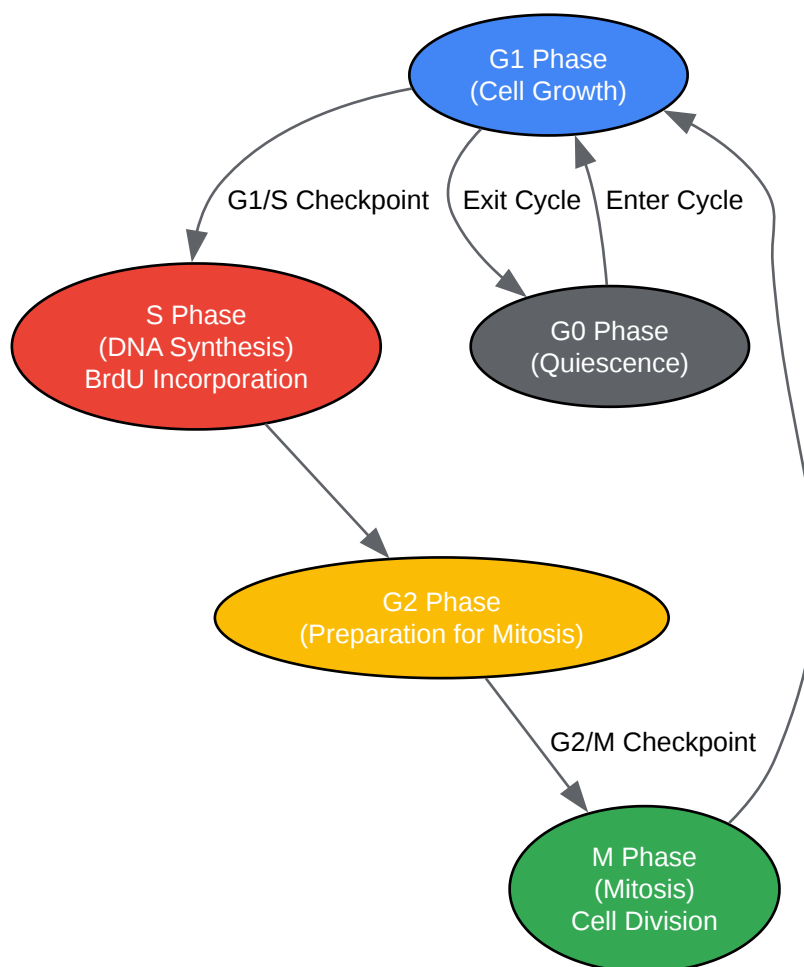 G1 Phase
(Cell Growth)
G1/S Checkpoint
Exit Cycle
Enter Cycle
S Phase
(DNA Synthesis)
BrdU Incorporation
G0 Phase
(Quiescence)
G2 Phase
(Preparation for Mitosis)
G2/M Checkpoint
M Phase
(Mitosis)
Cell Division